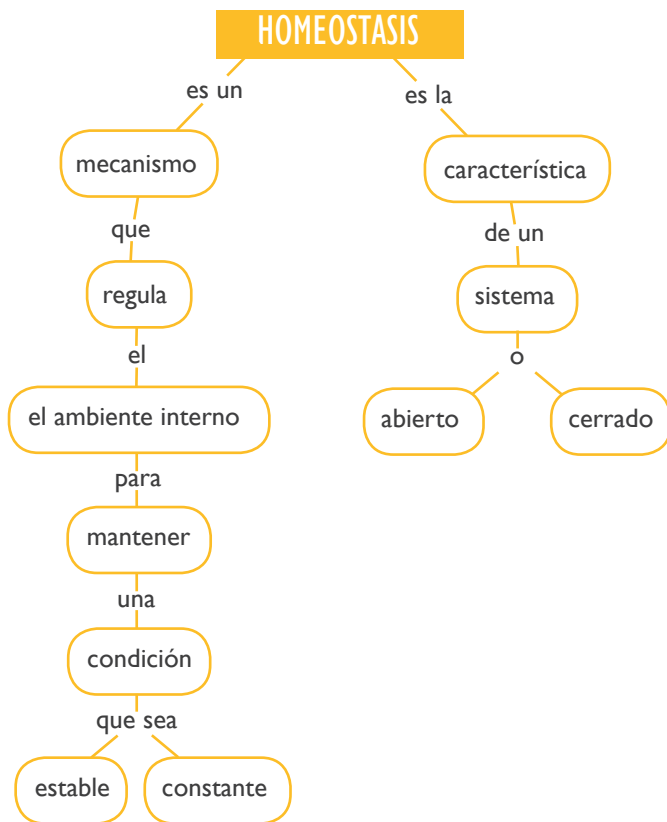 HOMEOSTASIS
es un
mecanismo
que
regula
el
el ambiente interno
para
mantener
una
condición
que sea
estable
constante
es la
característica
de un
sistema
o
abierto
cerrado